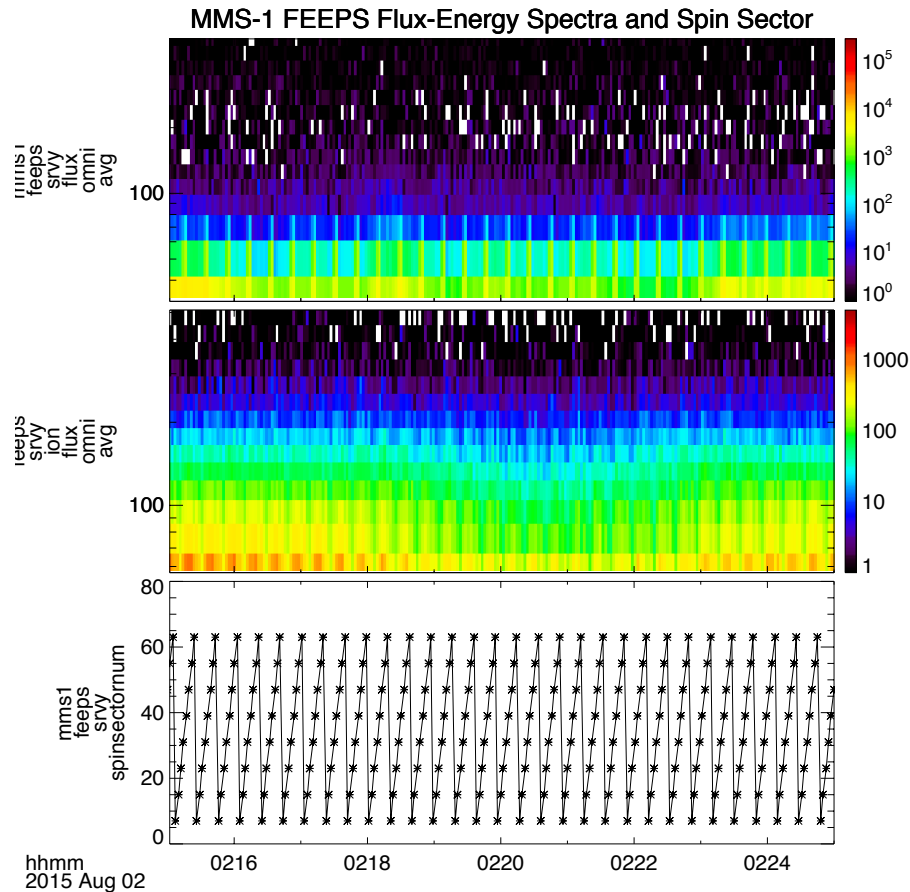 MMS-1 FEEPS Flux-Energy Spectra and Spin Sector
feeps
srvy
flux
omni
avg
100
10^5
10^4
10^3
10^2
10^1
10^0
srvy
ion
flux
omni
avg
100
1000
100
10
1
mms1
feeps
srvy
spinsectornum
80
60
40
20
0
0216 0218 0220 0222 0224
hhmm
2015 Aug 02